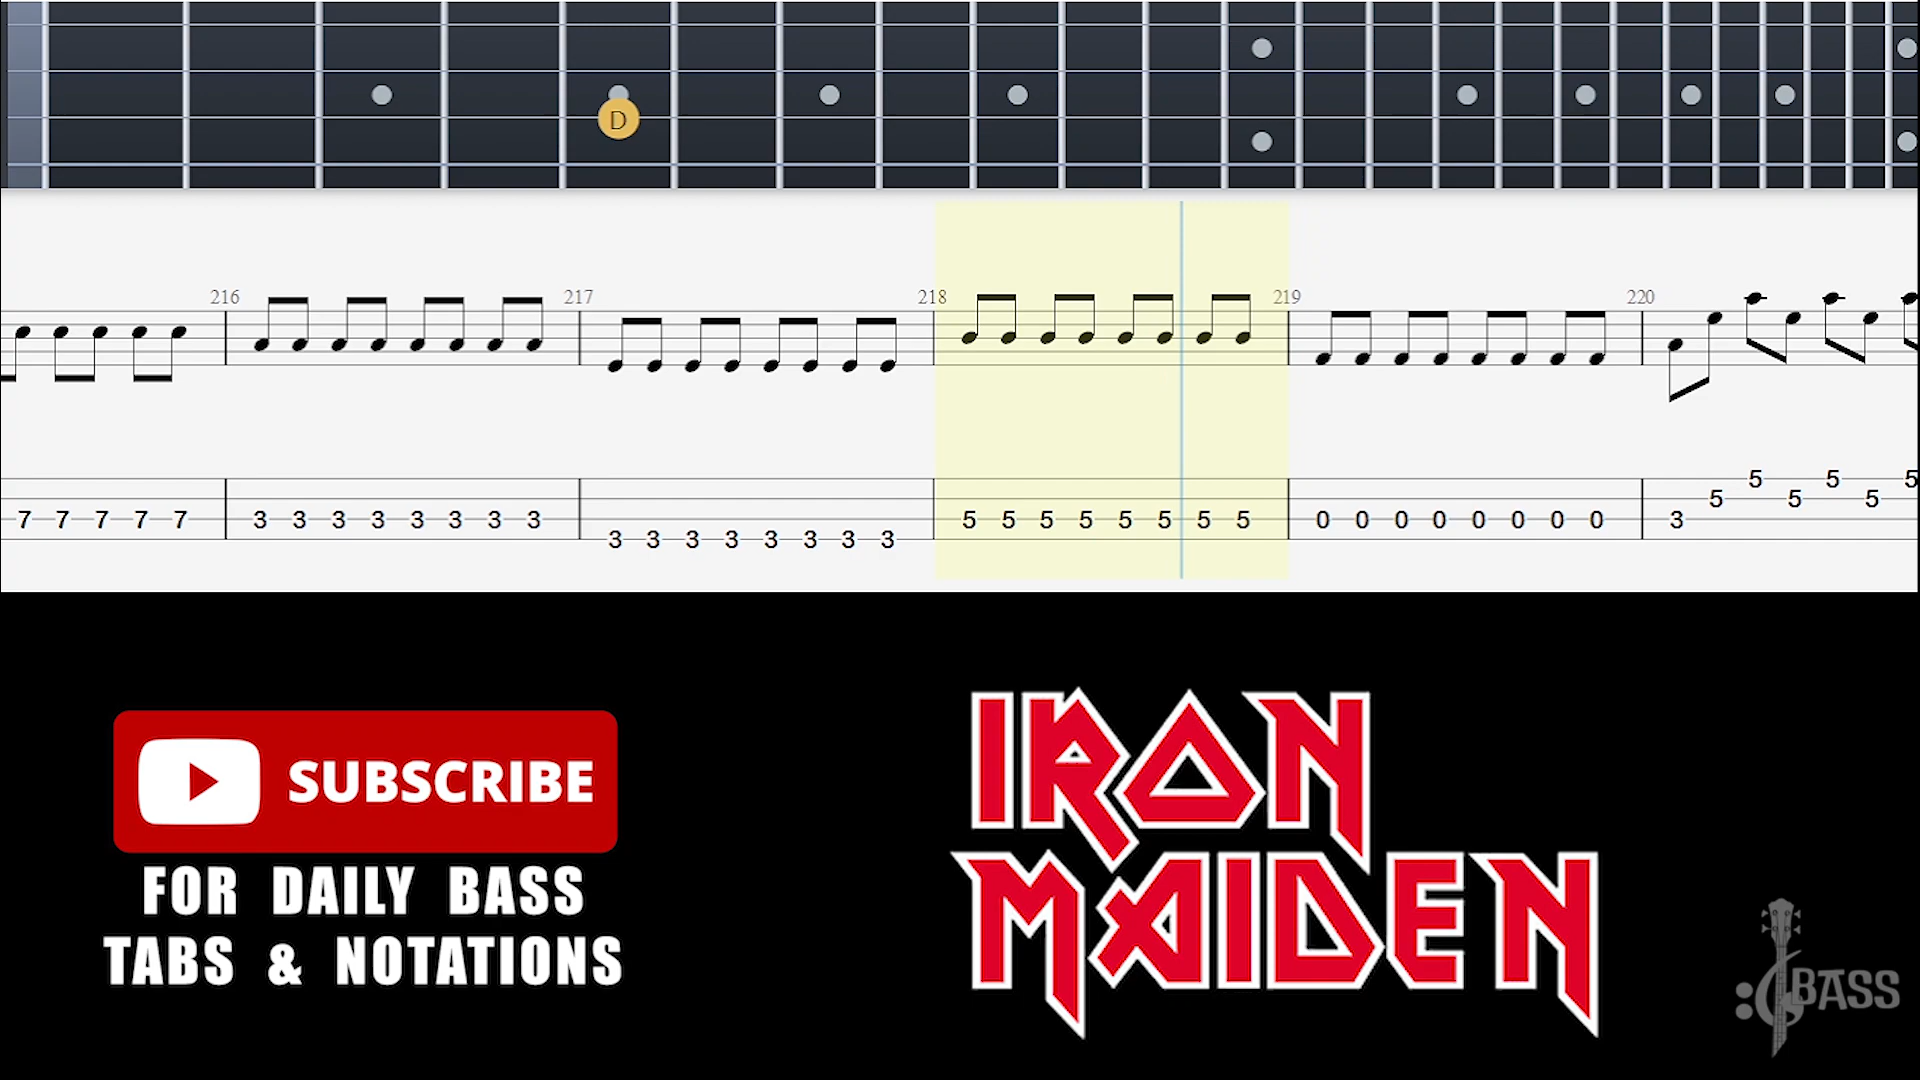 D
216 217 218 219 220
5 5 5
5 5 5
7 7 7 7 7 3 3 3 3 3 3 3 3 5 5 5 5 5 5 5 5 0 0 0 0 0 0 0 0 3
3 3 3 3 3 3 3 3
SUBSCRIBE
FOR DAILY BASS
TABS & NOTATIONS
IRON
MAIDEN
BASS